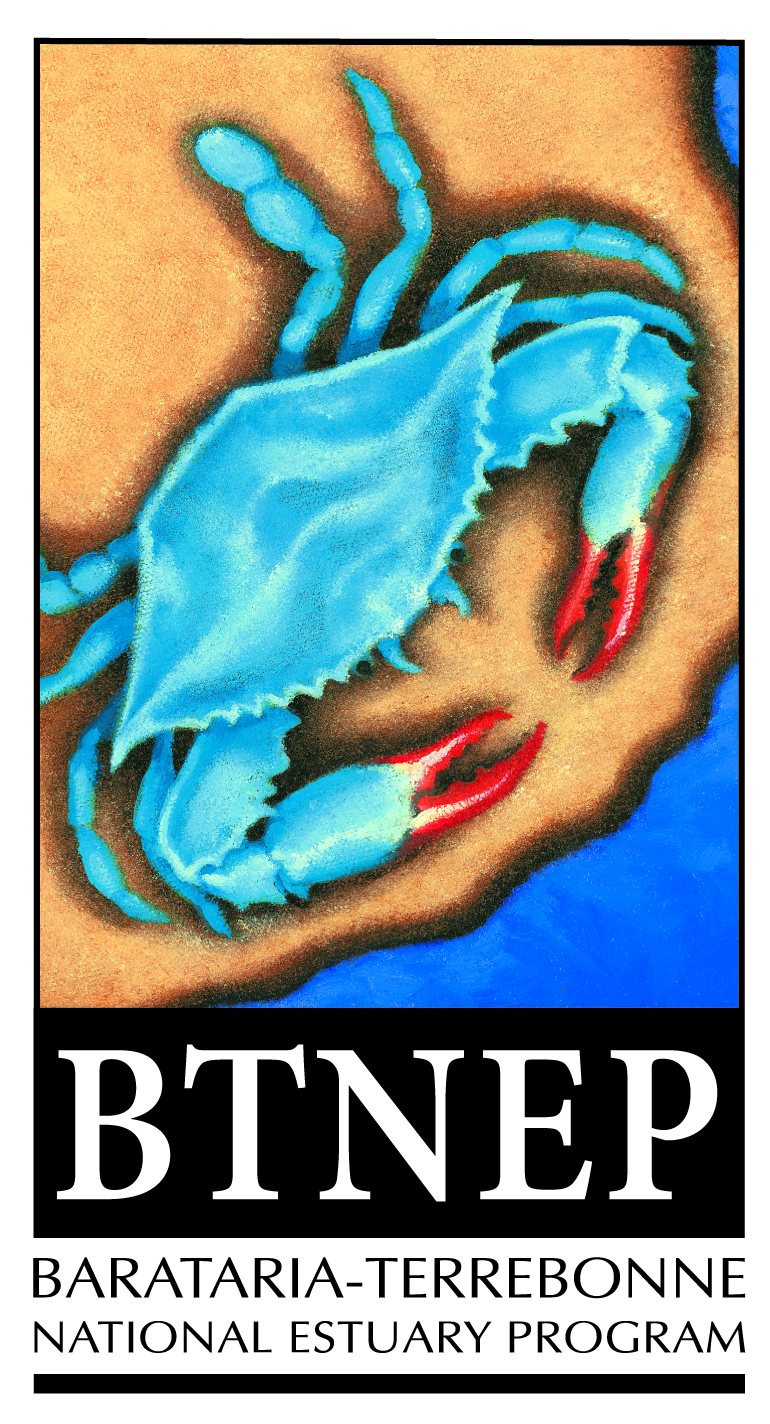 BTNEP
BARATARIA-TERREBONNE
NATIONAL ESTUARY PROGRAM